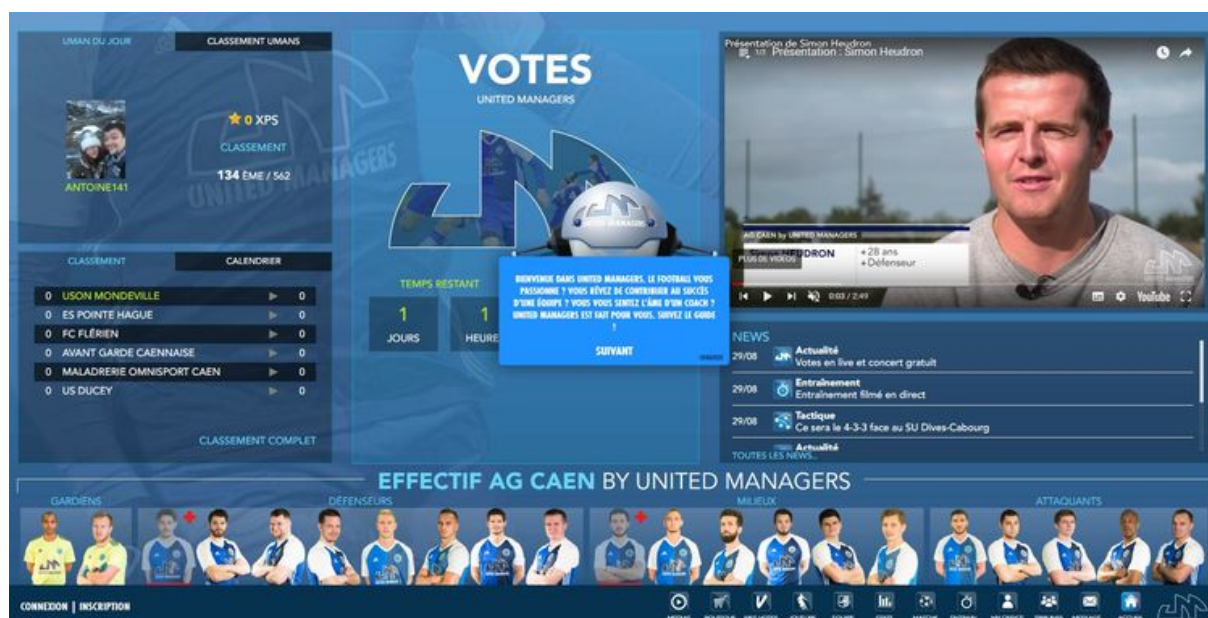 UMAN DU JOUR
CLASSEMENT UMANS
0 XPS
CLASSEMENT
134 ÈME / 562
ANTOINE141
UNITED MANAGERS
CLASSEMENT
CALENDRIER
0 USON MONDEVILLE 0
0 ES POINTE HAGUE 0
0 FC FLÉRIEN 0
0 AVANT GARDE CAENNAISE 0
0 MALADRERIE OMNISPORT CAEN 0
0 US DUCEY 0
CLASSEMENT COMPLET
VOTES
UNITED MANAGERS
TEMPS RESTANT
1
JOURS
1
HEURE
UNITED MANAGERS
BIENVENUE DANS UNITED MANAGERS. LE FOOTBALL VOUS
PASSIONNE ? VOUS RÊVEZ DE CONTRIBUER AU SUCCÈS
D'UNE ÉQUIPE ? VOUS VOUS SENTEZ L'ÂME D'UN COACH ?
UNITED MANAGERS EST FAIT POUR VOUS. SUIVEZ LE GUIDE
!
SUIVANT
Présentation de Simon Heudron
1/2 Présentation : Simon Heudron
AG CAEN by UNITED MANAGERS
HEUDRON
PLUS DE VIDÉOS
+28 ans
+Défenseur
0:03 / 2:49
YouTube
NEWS
29/08 Actualité
Votes en live et concert gratuit
29/08 Entraînement
Entraînement filmé en direct
29/08 Tactique
Ce sera le 4-3-3 face au SU Dives-Cabourg
Actualité
TOUTES LES NEWS...
EFFECTIF AG CAEN BY UNITED MANAGERS
GARDIENS
DÉFENSEURS
MILIEUX
ATTAQUANTS
CONNEXION | INSCRIPTION